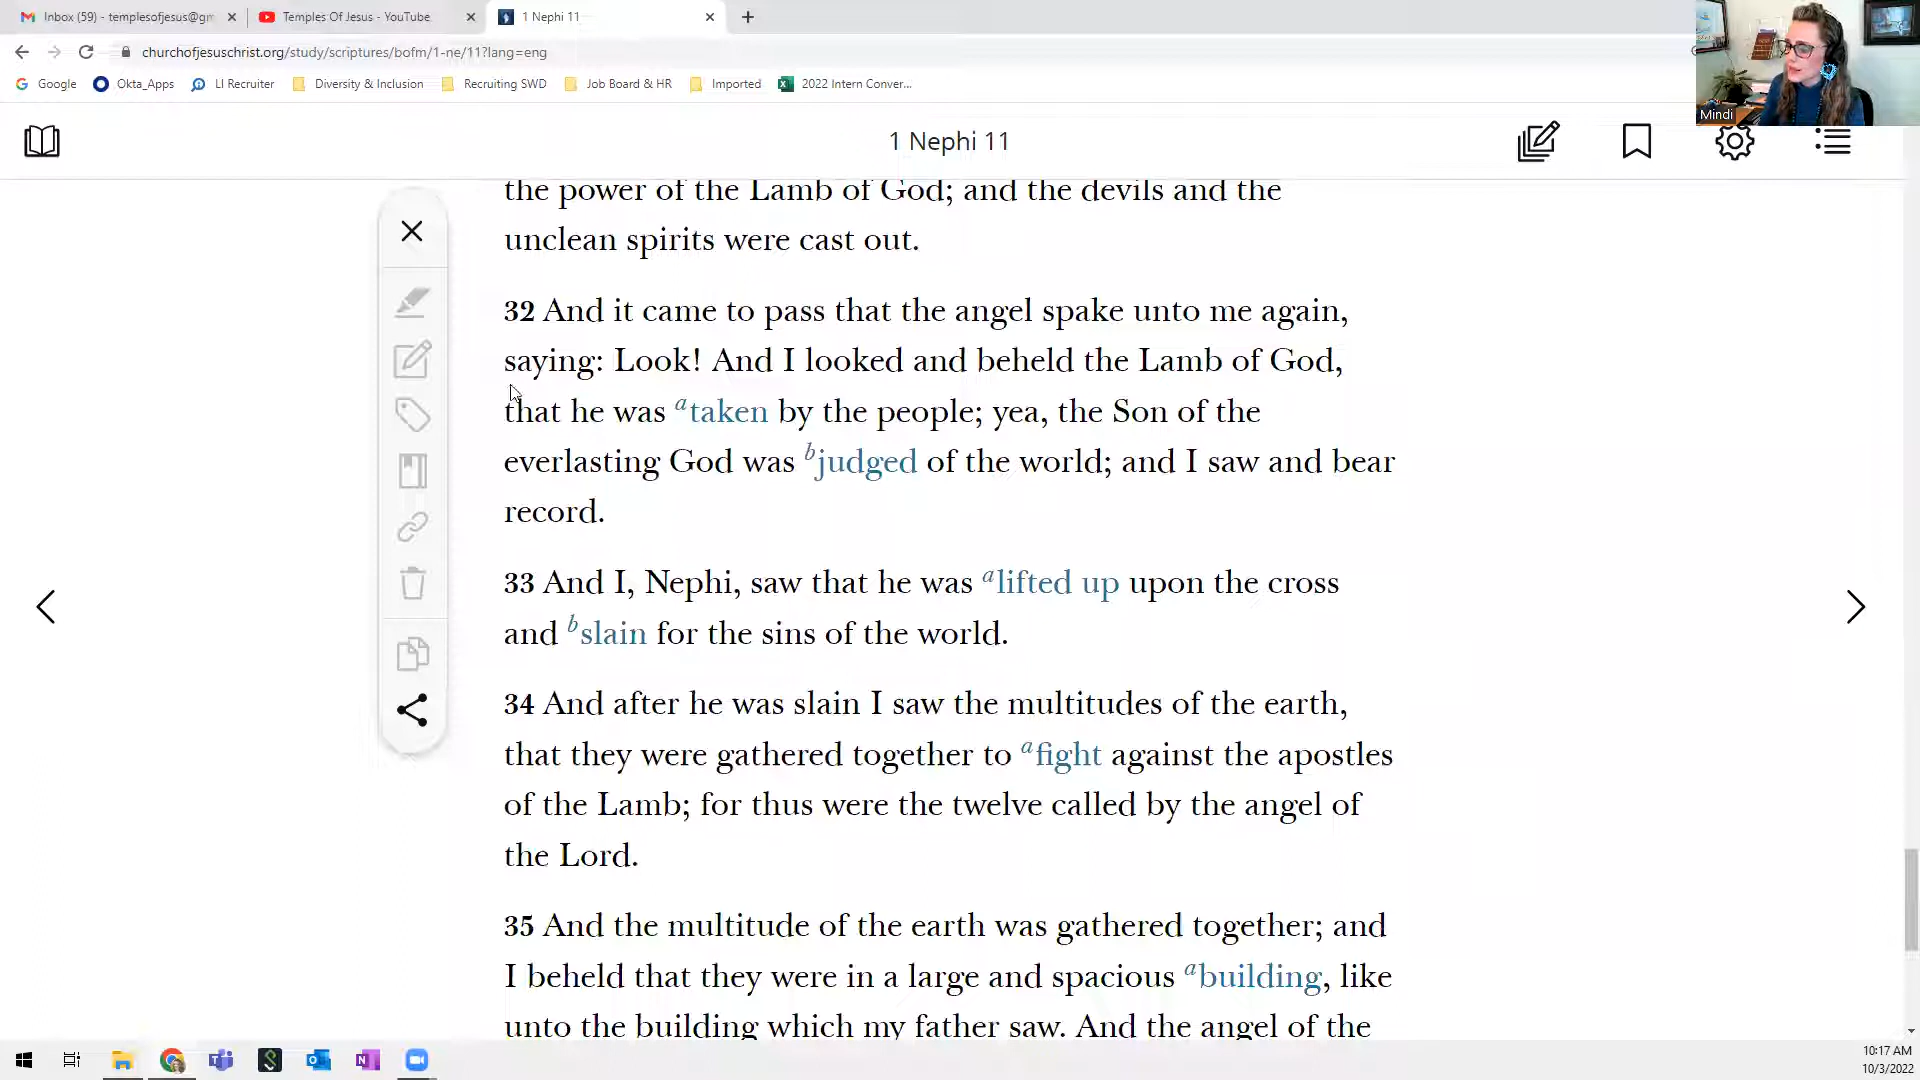 Inbox (59) - templesofjesus@gm
Temples Of Jesus - YouTube
1 Nephi 11
churchofjesuschrist.org/study/scriptures/bofm/1-ne/11?lang=eng
Google
Okta_Apps
LI Recruiter
Diversity & Inclusion
Recruiting SWD
Job Board & HR
Imported
2022 Intern Conver...
Mindi
1 Nephi 11
the power of the Lamb of God; and the devils and the
unclean spirits were cast out.
32 And it came to pass that the angel spake unto me again,
saying: Look! And I looked and beheld the Lamb of God,
that he was a taken by the people; yea, the Son of the
everlasting God was b judged of the world; and I saw and bear
record.
33 And I, Nephi, saw that he was a lifted up upon the cross
and b slain for the sins of the world.
34 And after he was slain I saw the multitudes of the earth,
that they were gathered together to a fight against the apostles
of the Lamb; for thus were the twelve called by the angel of
the Lord.
35 And the multitude of the earth was gathered together; and
I beheld that they were in a large and spacious a building, like
unto the building which my father saw. And the angel of the
10:17 AM
10/3/2022